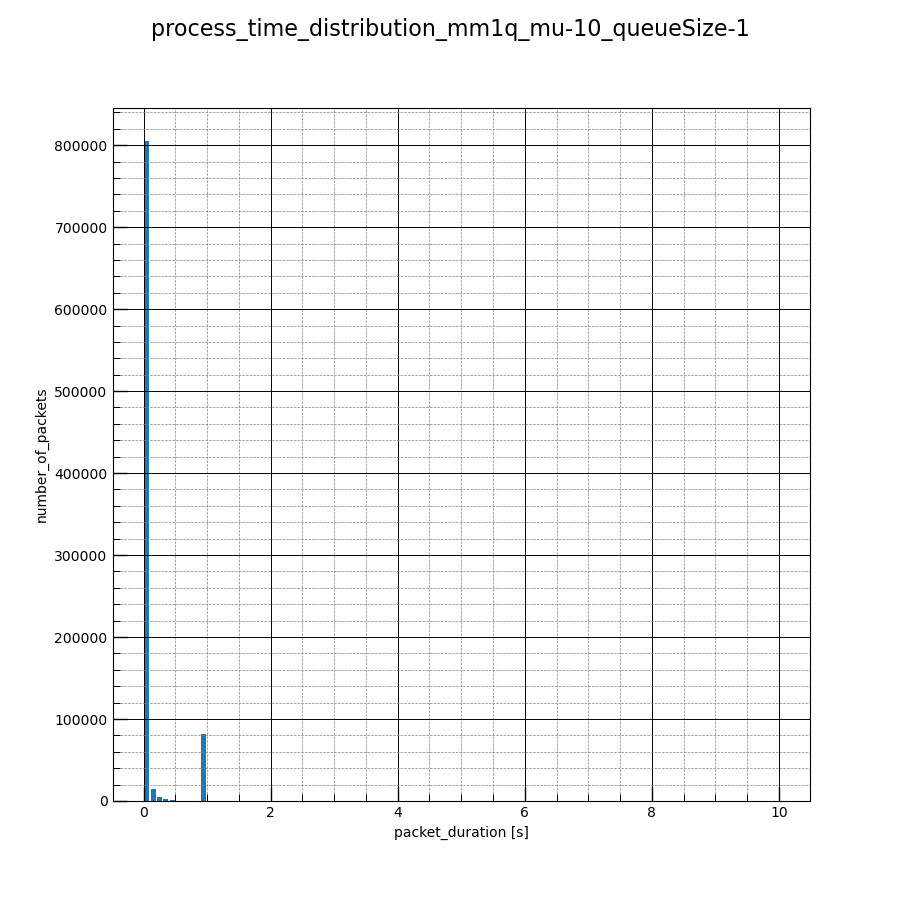 process_time_distribution_mm1q_mu-10_queueSize-1
800000
700000
600000
500000
400000
300000
200000
100000
0
number_of_packets
0 2 4 6 8 10
packet_duration [s]